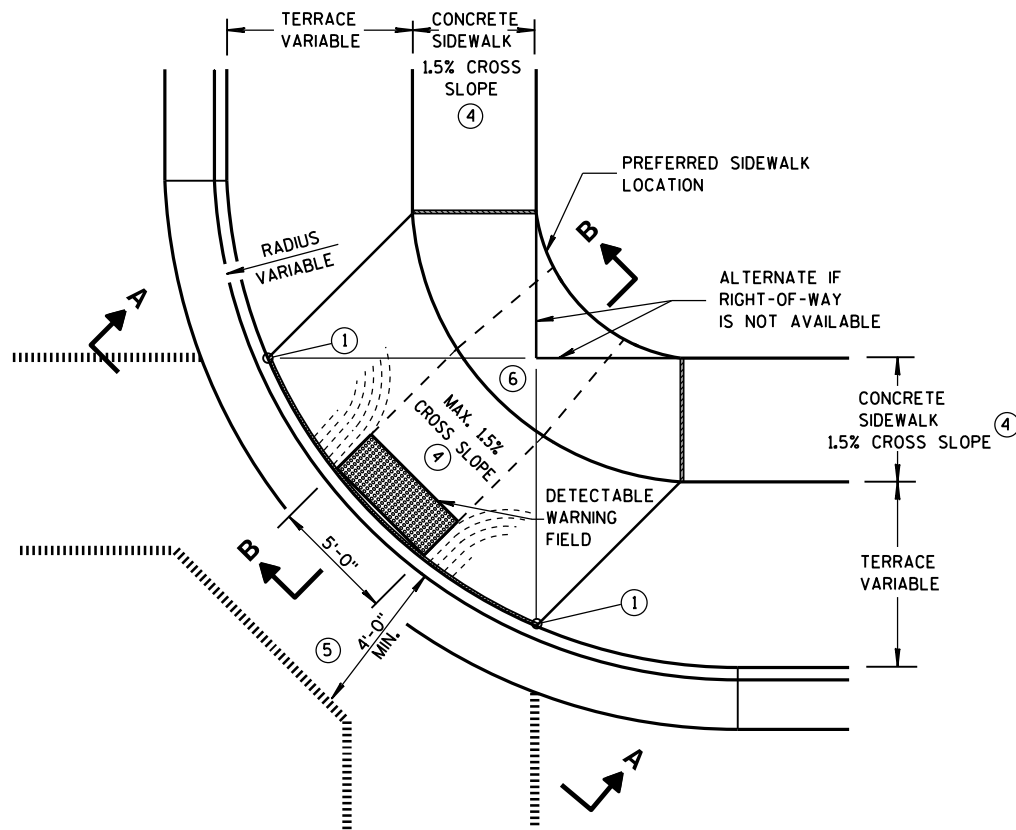 TERRACE
VARIABLE
CONCRETE
SIDEWALK
1.5% CROSS
SLOPE
4
PREFERRED SIDEWALK
LOCATION
B
RADIUS
VARIABLE
A
ALTERNATE IF
RIGHT-OF-WAY
IS NOT AVAILABLE
1
6
MAX. 1.5%
CROSS SLOPE
4
CONCRETE
SIDEWALK
1.5% CROSS SLOPE
4
DETECTABLE
WARNING
FIELD
B
5'-0"
TERRACE
VARIABLE
1
5
4'-0"
MIN.
A